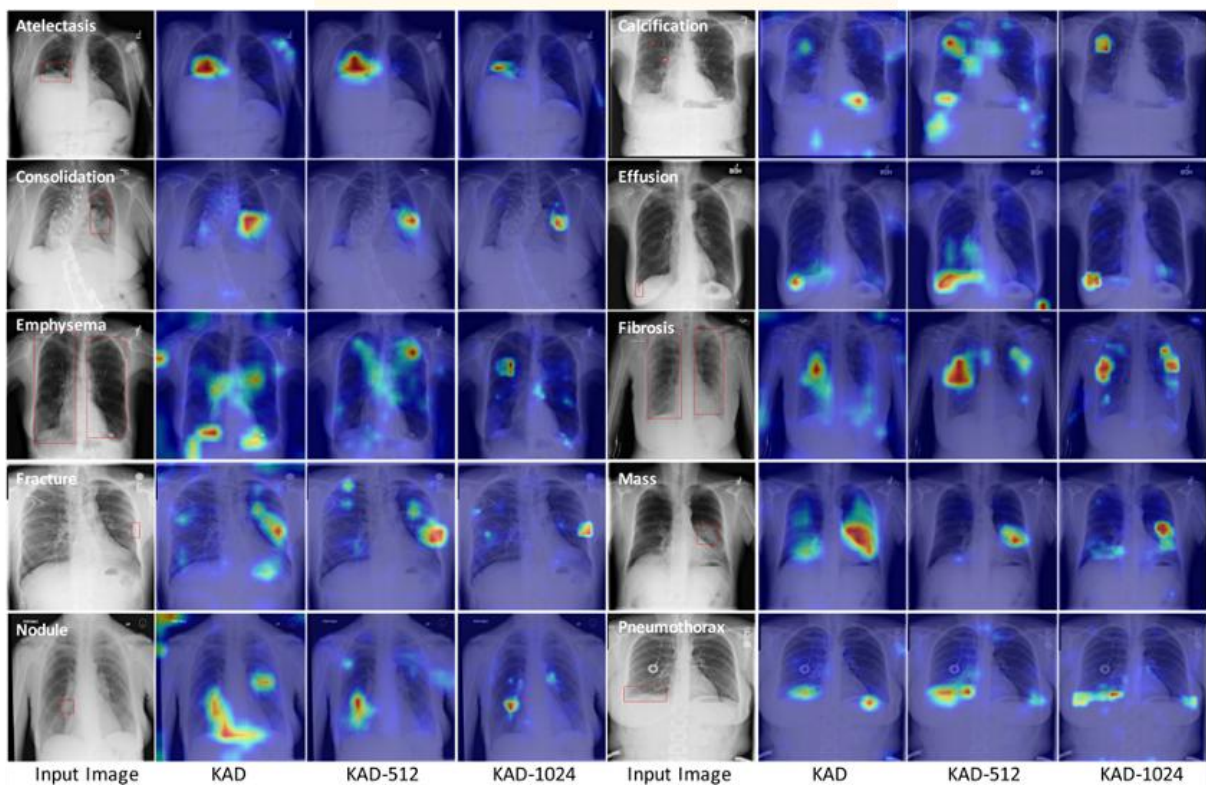 Atelectasis
Calcification
Consolidation
Effusion
Emphysema
Fibrosis
Fracture
Mass
Nodule
Pneumothorax
Input Image KAD KAD-512 KAD-1024 Input Image KAD KAD-512 KAD-1024